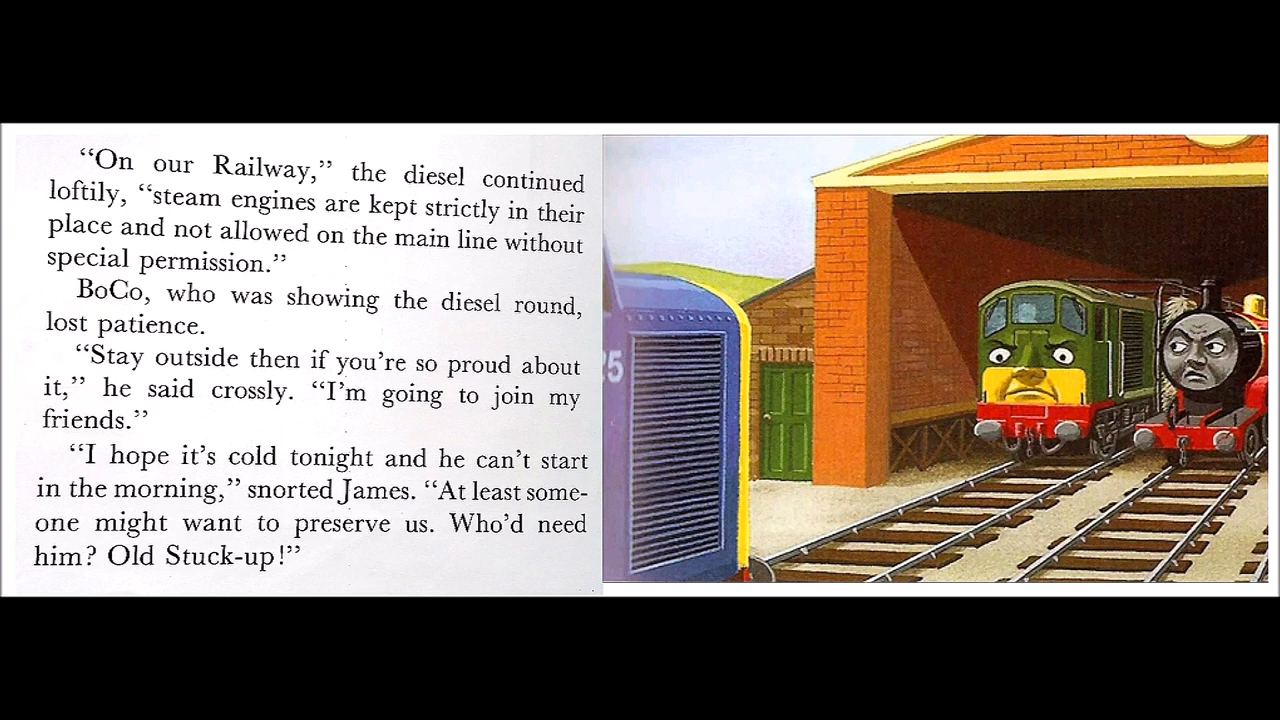 “On our Railway,” the diesel continued
loftily, “steam engines are kept strictly in their
place and not allowed on the main line without
special permission.”
BoCo, who was showing the diesel round,
lost patience.
“Stay outside then if you’re so proud about
it,” he said crossly. “I’m going to join my
friends.”
“I hope it’s cold tonight and he can’t start
in the morning,” snorted James. “At least some-
one might want to preserve us. Who’d need
him? Old Stuck-up!”
25